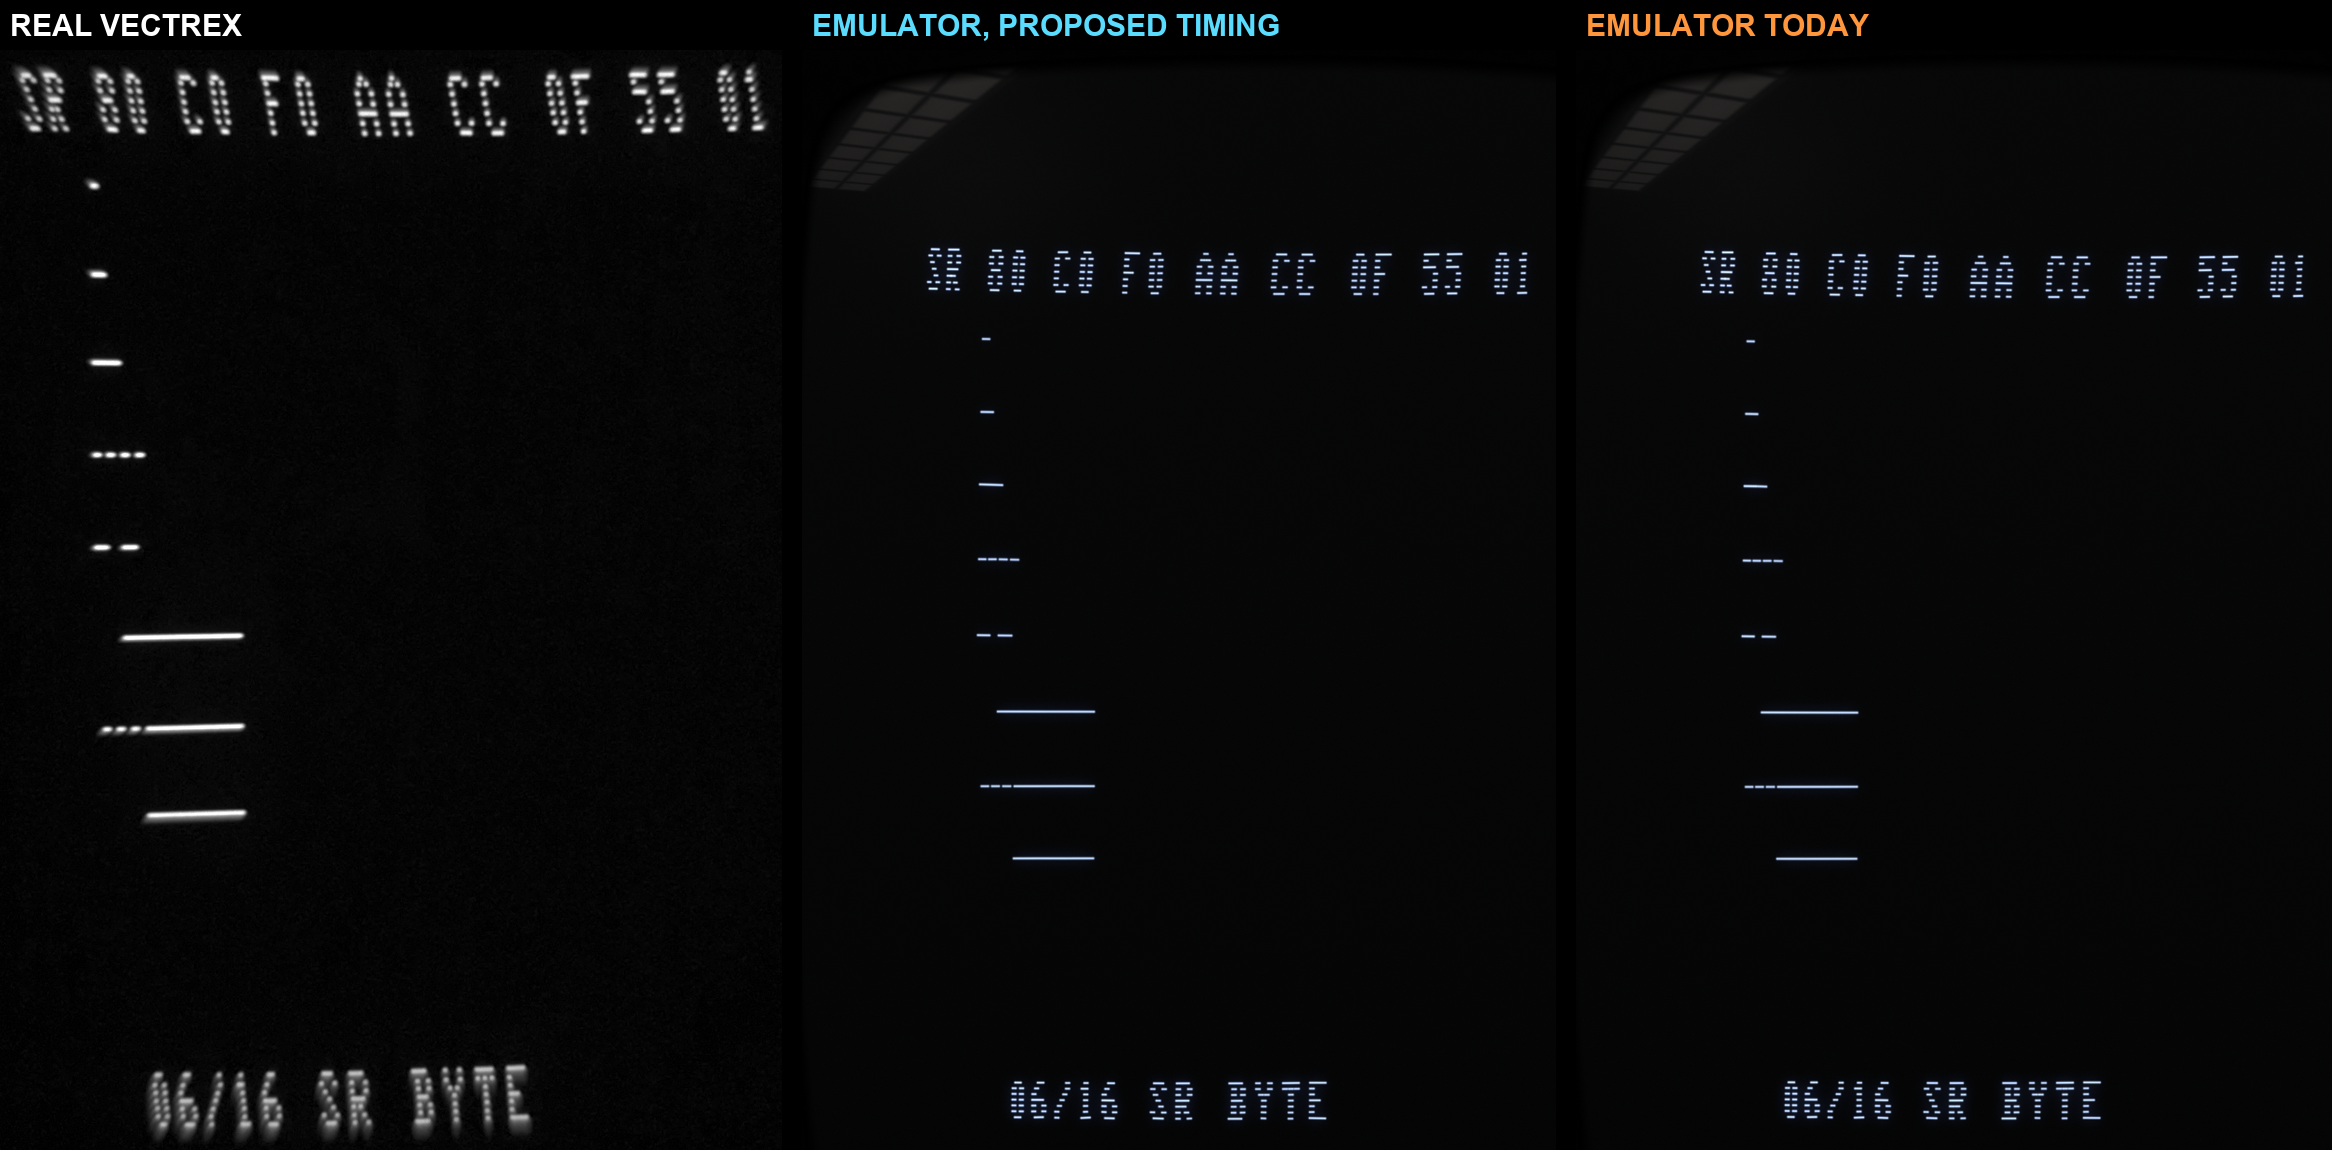 REAL VECTREX
SR 80 C0 F0 AA CC 0F 55 01
06/16 SR BYTE
EMULATOR, PROPOSED TIMING
SR 80 C0 F0 AA CC 0F 55 01
06/16 SR BYTE
EMULATOR TODAY
SR 80 C0 F0 AA CC 0F 55 01
06/16 SR BYTE